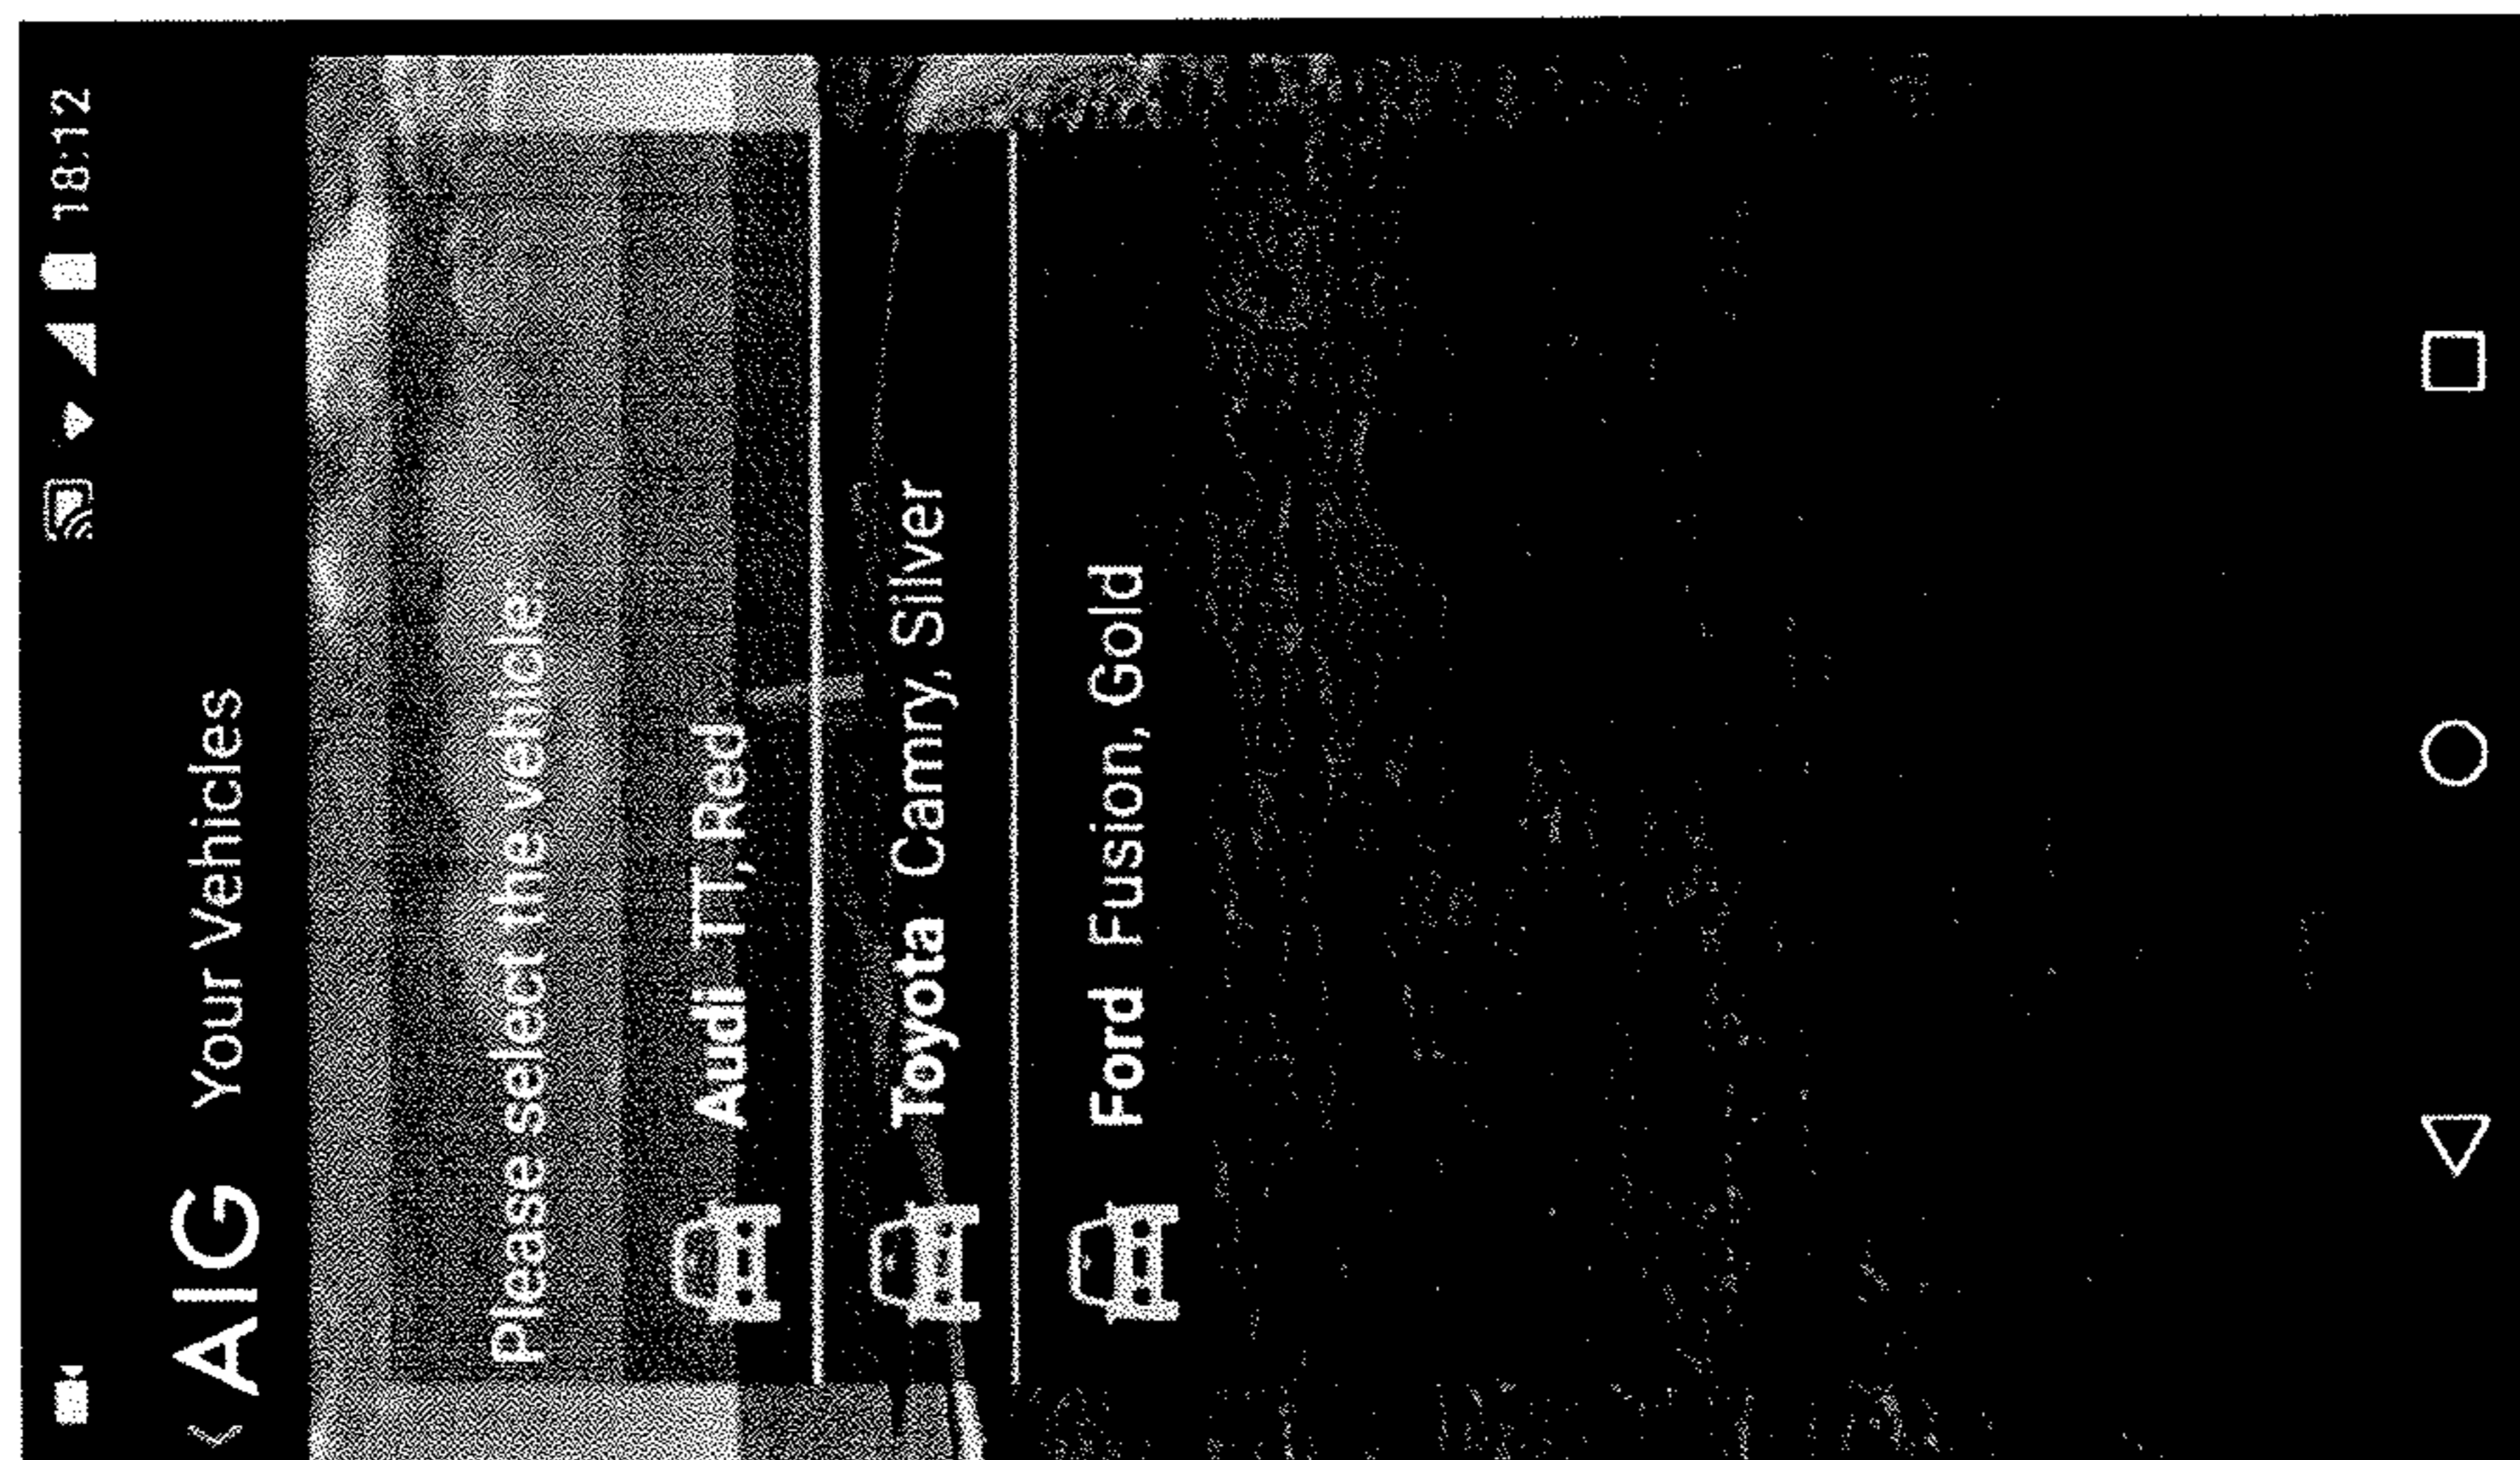 18:12
AIG Your Vehicles
Please select the vehicle:
Audi TT, Red
Toyota Camry, Silver
Ford Fusion, Gold